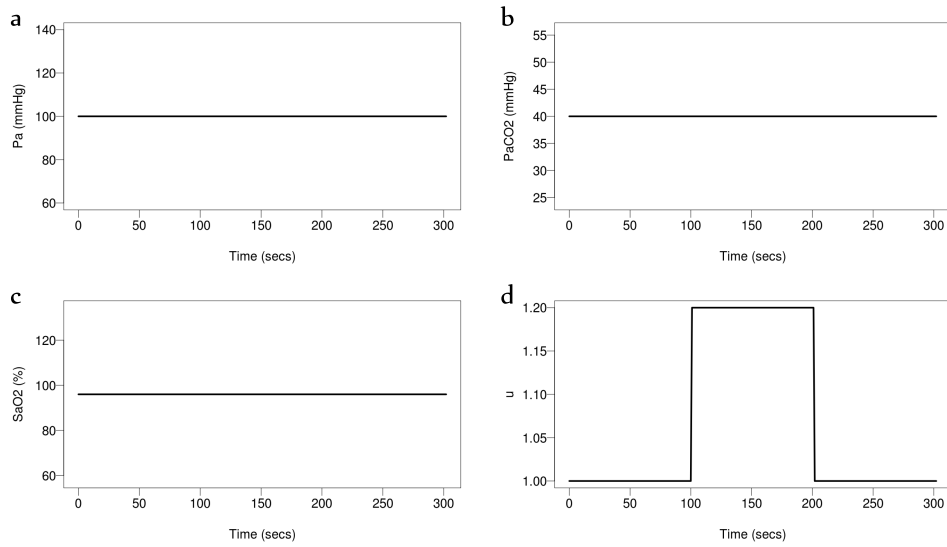 a
Pa (mmHg)
140
120
100
80
60
0 50 100 150 200 250 300
Time (secs)
b
PaCO2 (mmHg)
55
50
45
40
35
30
25
0 50 100 150 200 250 300
Time (secs)
c
SaO2 (%)
120
100
80
60
0 50 100 150 200 250 300
Time (secs)
d
u
1.20
1.15
1.10
1.05
1.00
0 50 100 150 200 250 300
Time (secs)